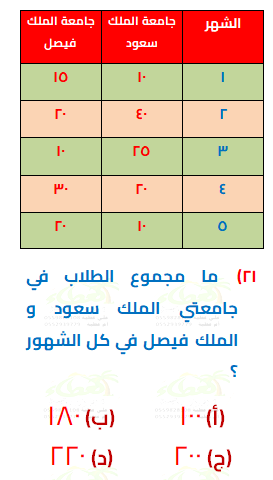 الشهر جامعة الملك سعود جامعة الملك فيصل
١ ١٠ ١٥
٢ ٤٠ ٢٠
٣ ٢٥ ١٠
٤ ٢٠ ٣٠
٥ ١٠ ٢٠
٢١) ما مجموع الطلاب في
جامعتي الملك سعود و
الملك فيصل في كل الشهور
؟
(أ) ١٠٠ (ب) ١٨٠
(ج) ٢٠٠ (د) ٢٢٠